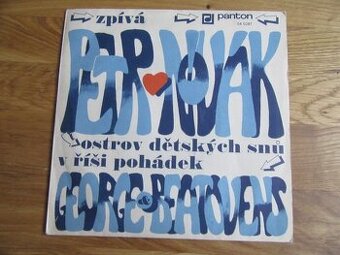 zpívá
panton
PETR NOVÁK
ostrov dětských snů
v říši pohádek
GEORGE & BEATOVENS